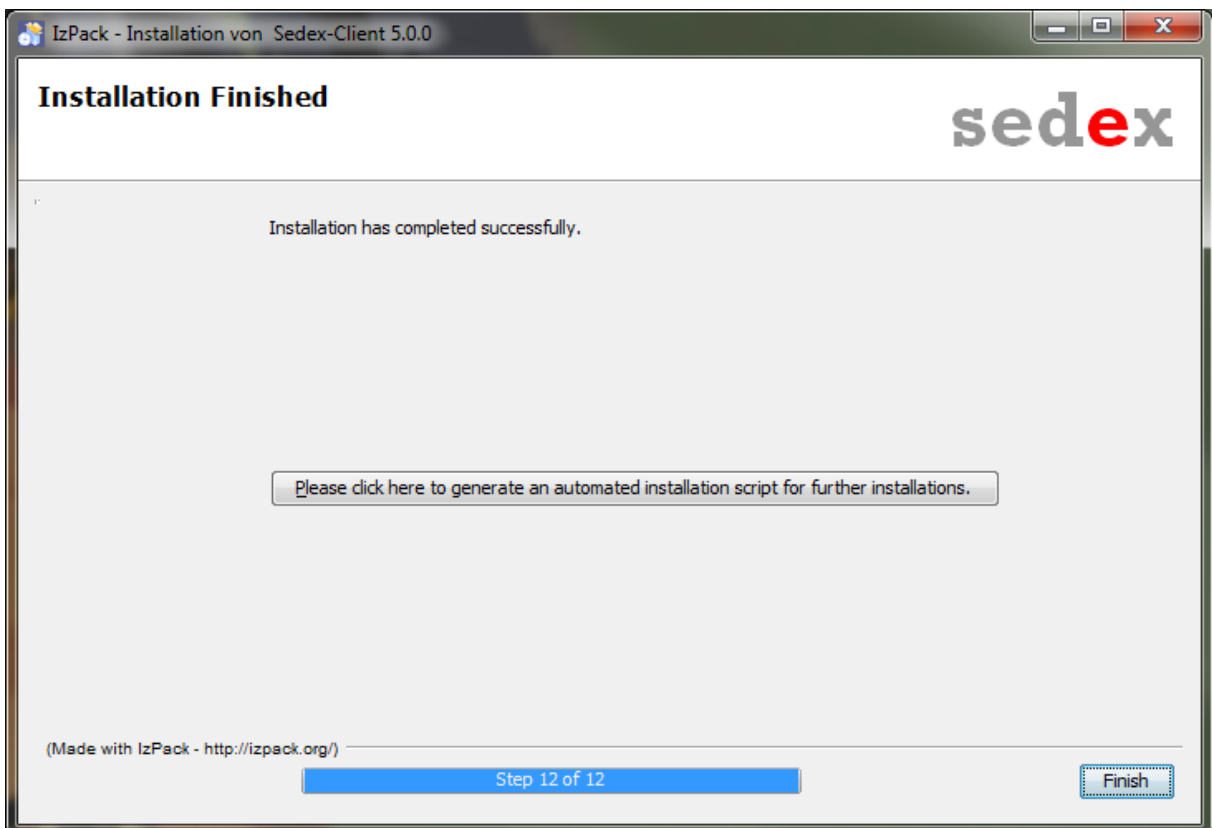 IzPack - Installation von Sedex-Client 5.0.0
Installation Finished
sedex
Installation has completed successfully.
Please click here to generate an automated installation script for further installations.
(Made with IzPack - http://izpack.org/)
Step 12 of 12
Finish